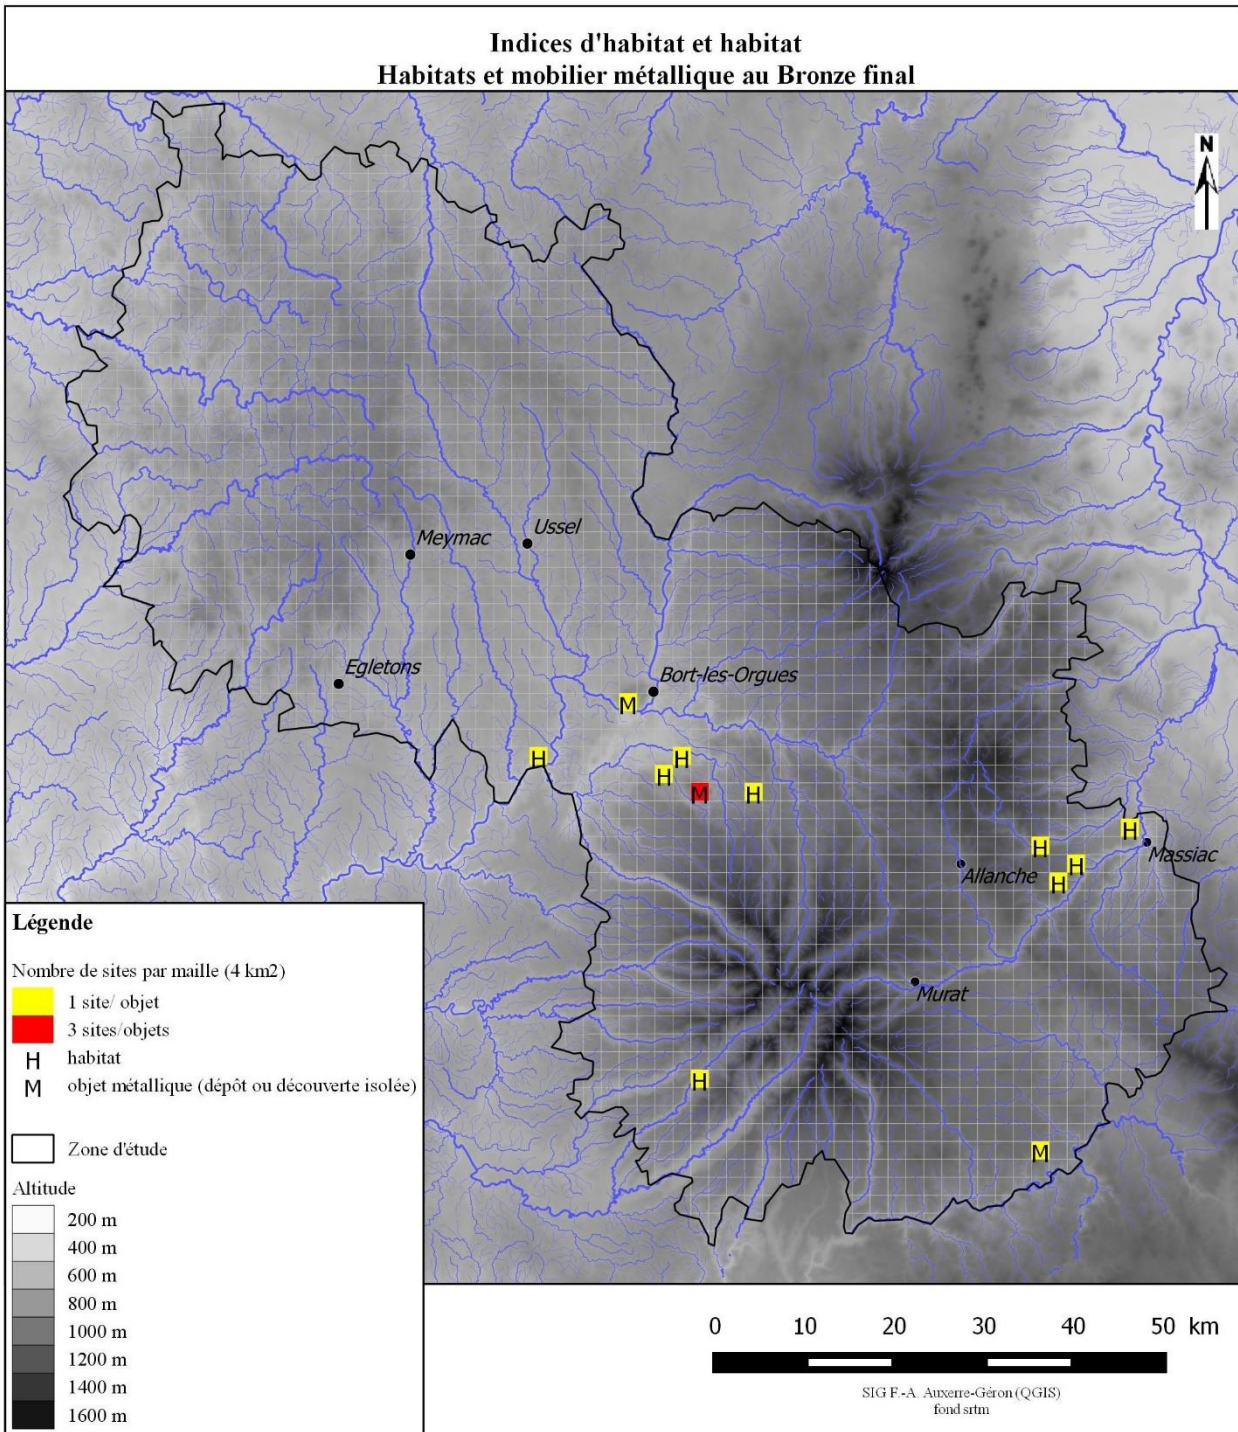 Indices d'habitat et habitat
Habitats et mobilier métallique au Bronze final
N
Meymac
Ussel
Egletons
Bort-les-Orgues
M
H
H
H
M
H
H
H
Massiac
H
H
Allanche
Murat
H
M
Légende
Nombre de sites par maille (4 km2)
1 site/ objet
3 sites/objets
H habitat
M objet métallique (dépôt ou découverte isolée)
Zone d'étude
Altitude
200 m
400 m
600 m
800 m
1000 m
1200 m
1400 m
1600 m
0 10 20 30 40 50 km
SIG F.-A. Auxerre-Géron (QGIS)
fond srtm